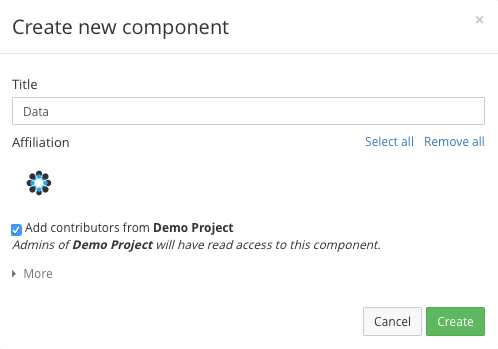 Create new component
×
Title
Data
Affiliation Select all Remove all
Add contributors from Demo Project
Admins of Demo Project will have read access to this component.
More
Cancel Create